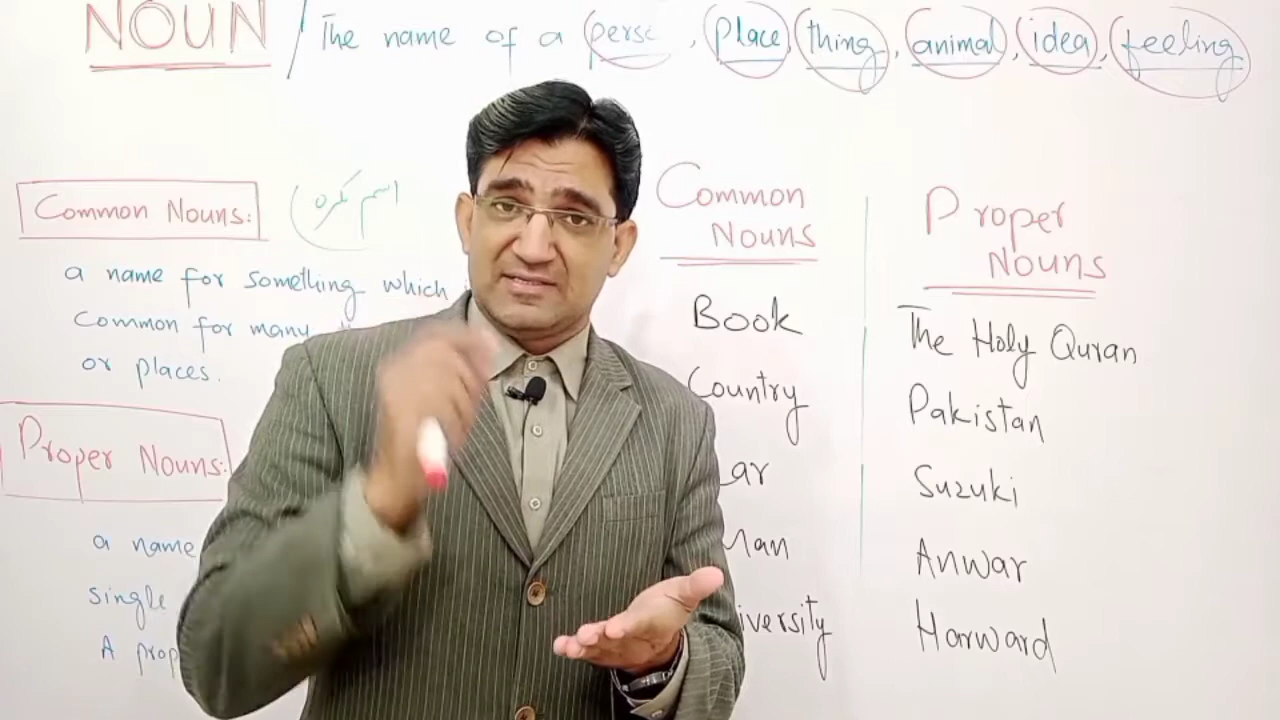 NOUN / The name of a perso , place, thing, animal, idea, feeling
Common Nouns: (اسم نکرہ
a name for something which
common for many
or places.
Proper Nouns:
a name
single
A prop
Common Nouns
Proper Nouns
Book
The Holy Quran
Country
Pakistan
ar
Suzuki
Man
Anwar
iversity
Harward